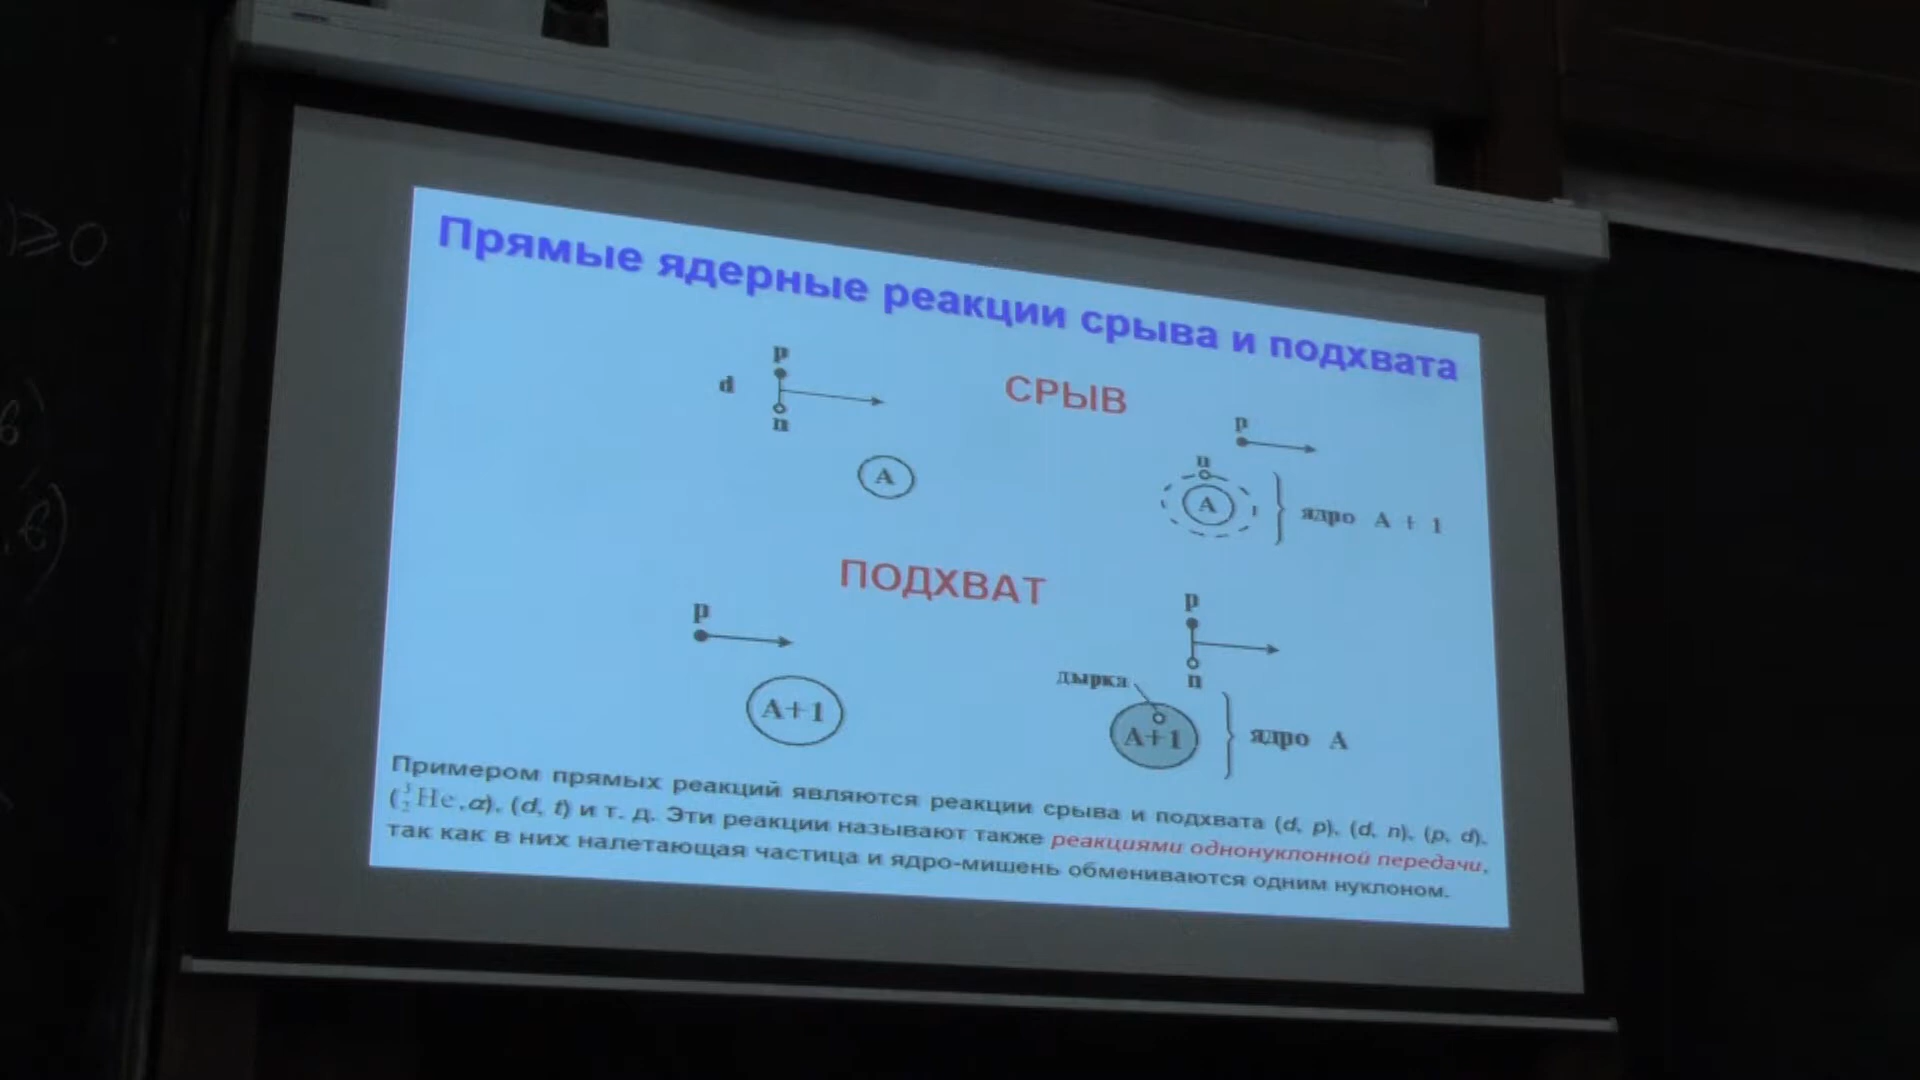 ) ≥ 0
Прямые ядерные реакции срыва и подхвата
p
d
n
СРЫВ
A
p
n
A
ядро A + 1
ПОДХВАТ
p
A+1
p
n
дырка
A+1
ядро A
Примером прямых реакций являются реакции срыва и подхвата (d, p), (d, n), (p, d),
(³₂He,α), (d, t) и т. д. Эти реакции называют также реакциями однонуклонной передачи,
так как в них налетающая частица и ядро-мишень обмениваются одним нуклоном.